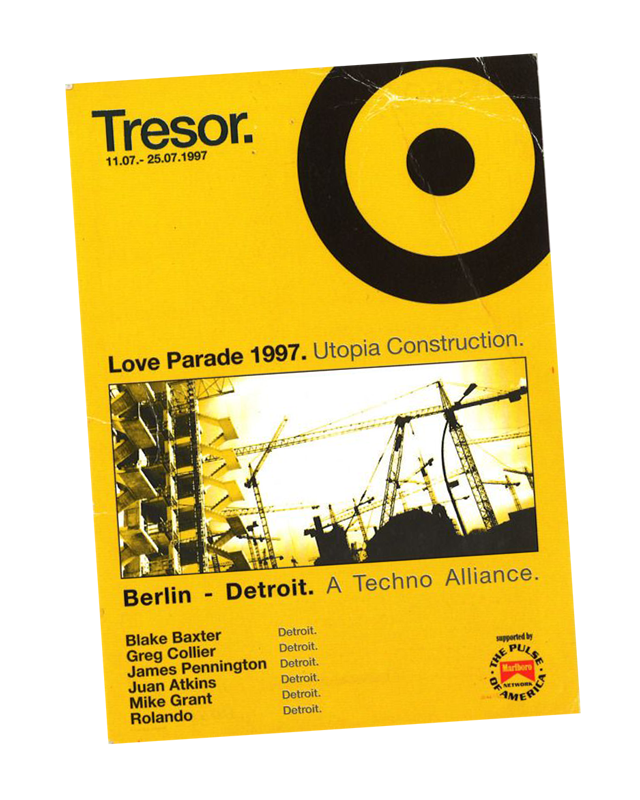 Tresor.
11.07.- 25.07.1997
Love Parade 1997. Utopia Construction.
Berlin - Detroit. A Techno Alliance.
Blake Baxter Detroit.
Greg Collier Detroit.
James Pennington Detroit.
Juan Atkins Detroit.
Mike Grant Detroit.
Rolando Detroit.
supported by
THE PULSE
Marlboro
NETWORK
OF AMERICA